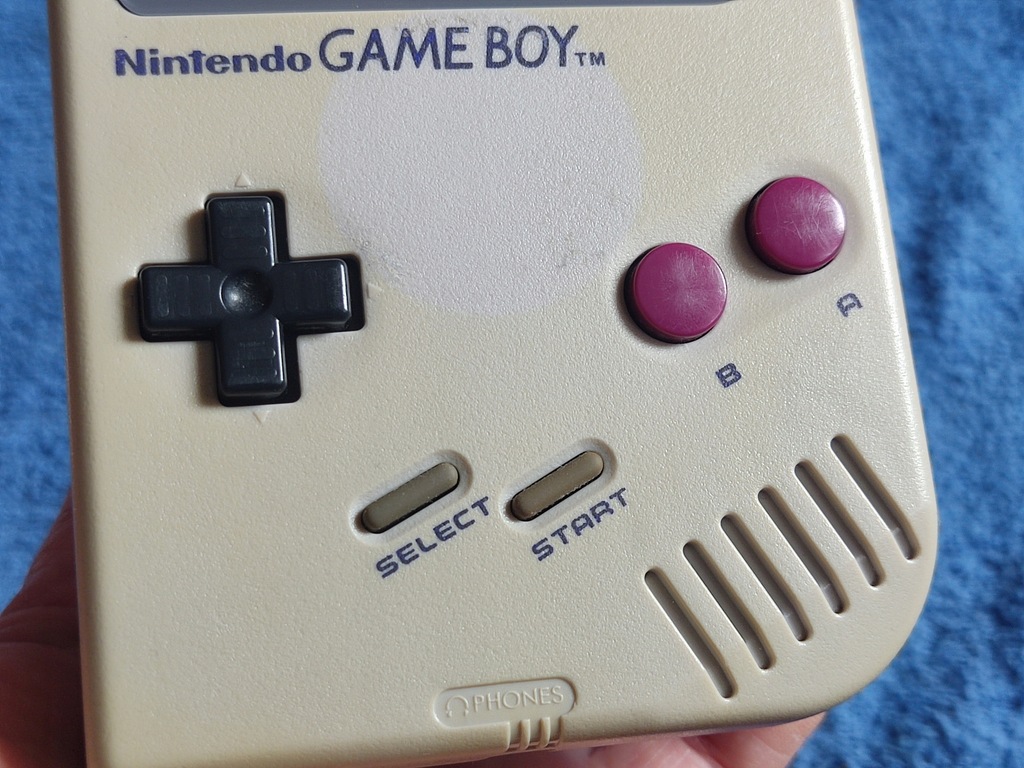 Nintendo GAME BOY™
A
B
SELECT
START
PHONES